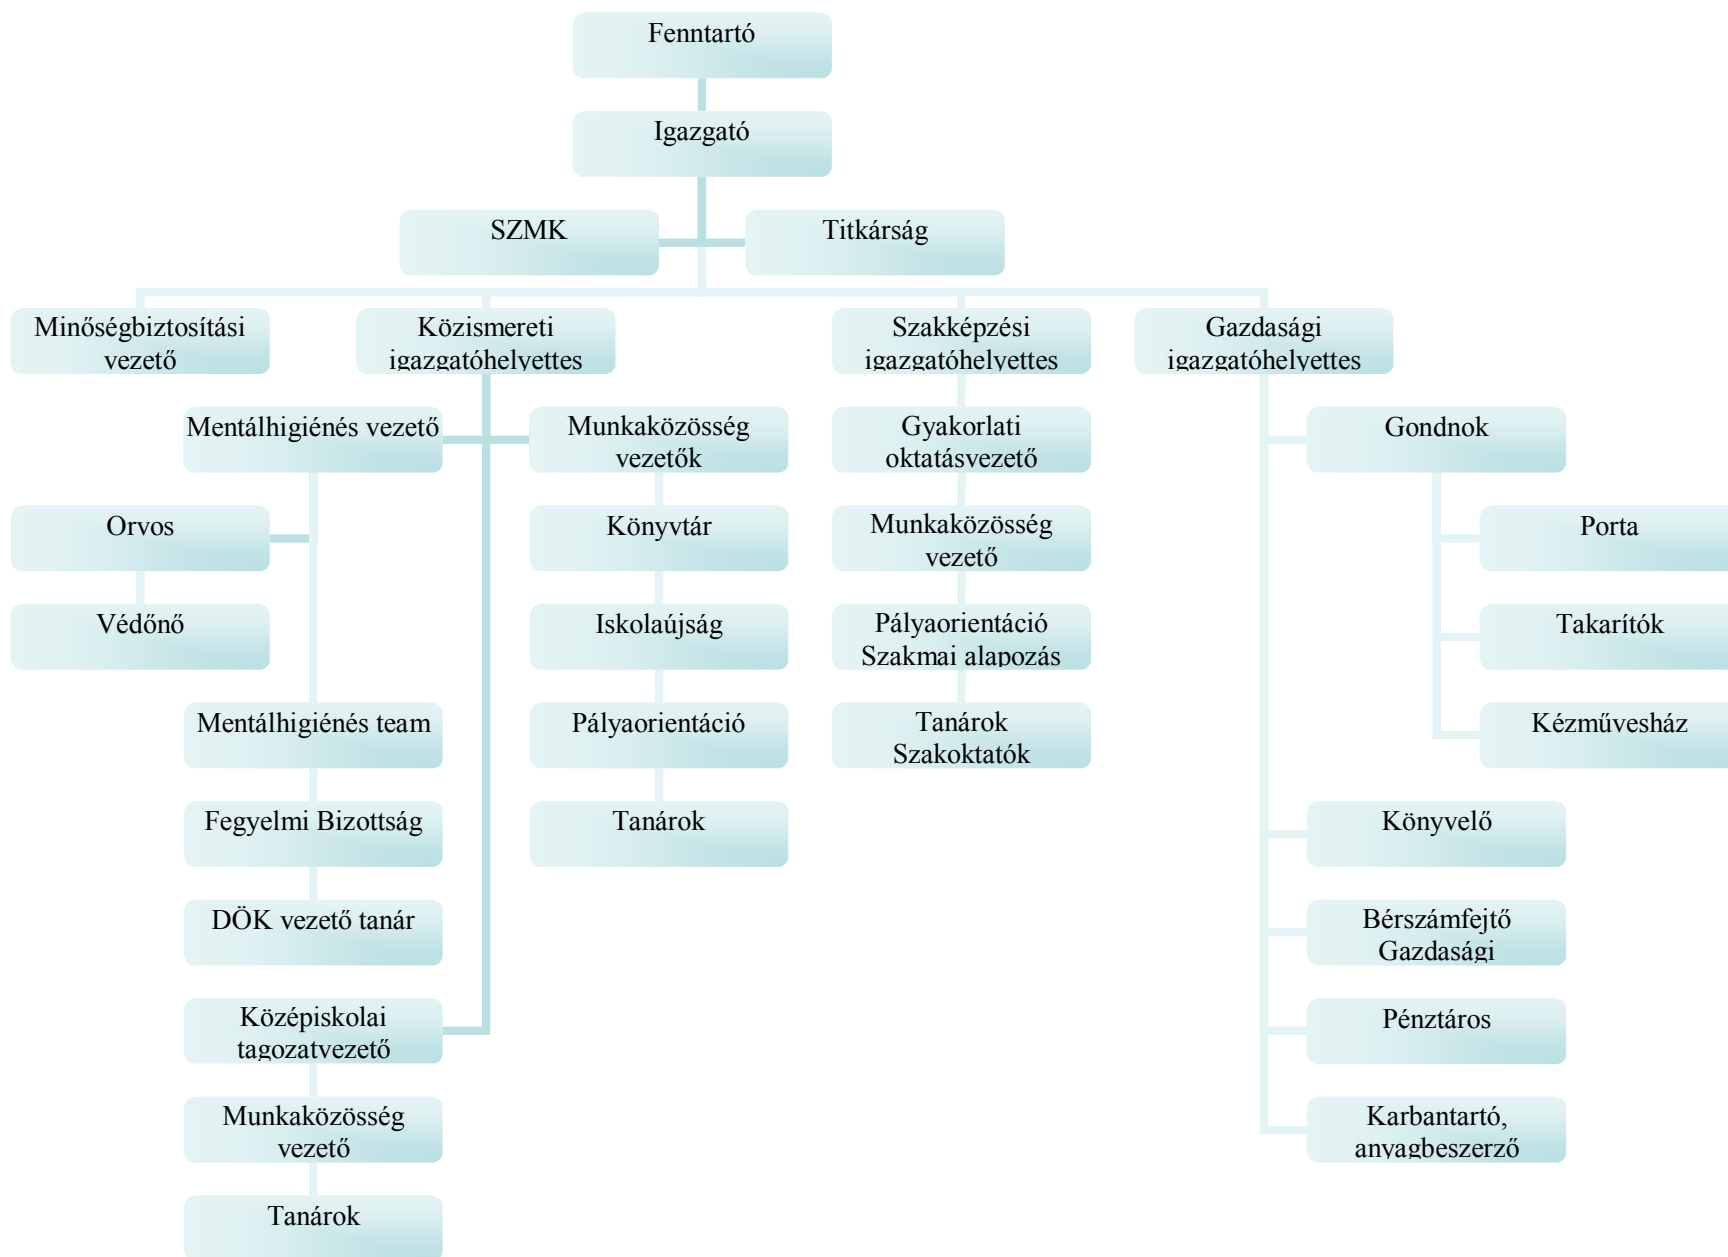 Fenntartó
Igazgató
SZMK
Titkárság
Minőségbiztosítási
vezető
Közismereti
igazgatóhelyettes
Szakképzési
igazgatóhelyettes
Gazdasági
igazgatóhelyettes
Mentálhigiénés vezető
Munkaközösség
vezetők
Gyakorlati
oktatásvezető
Gondnok
Orvos
Könyvtár
Munkaközösség
vezető
Porta
Védőnő
Iskolaújság
Pályaorientáció
Szakmai alapozás
Takarítók
Mentálhigiénés team
Pályaorientáció
Tanárok
Szakoktatók
Kézművesház
Fegyelmi Bizottság
Tanárok
Könyvelő
DÖK vezető tanár
Bérszámfejtő
Gazdasági
Középiskolai
tagozatvezető
Pénztáros
Munkaközösség
vezető
Karbantartó,
anyagbeszerző
Tanárok